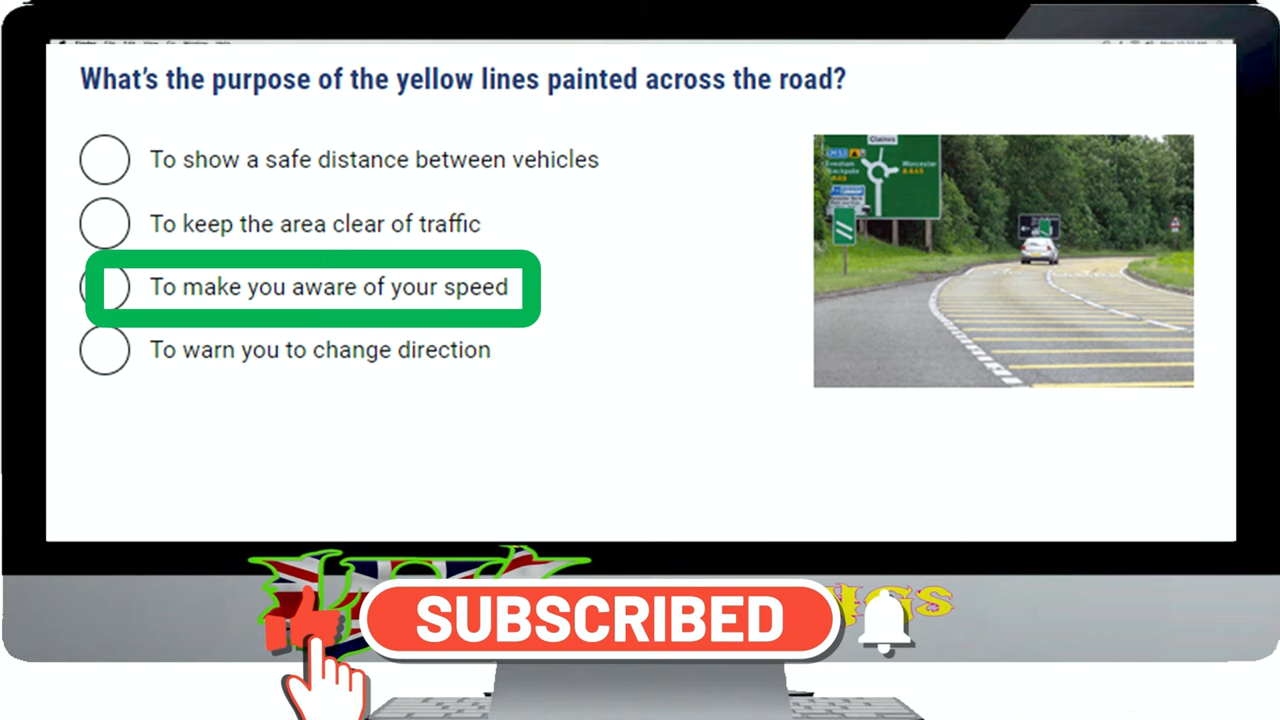 What's the purpose of the yellow lines painted across the road?
To show a safe distance between vehicles
To keep the area clear of traffic
To make you aware of your speed
To warn you to change direction
Claines
Evesham
Worcester
SUBSCRIBED